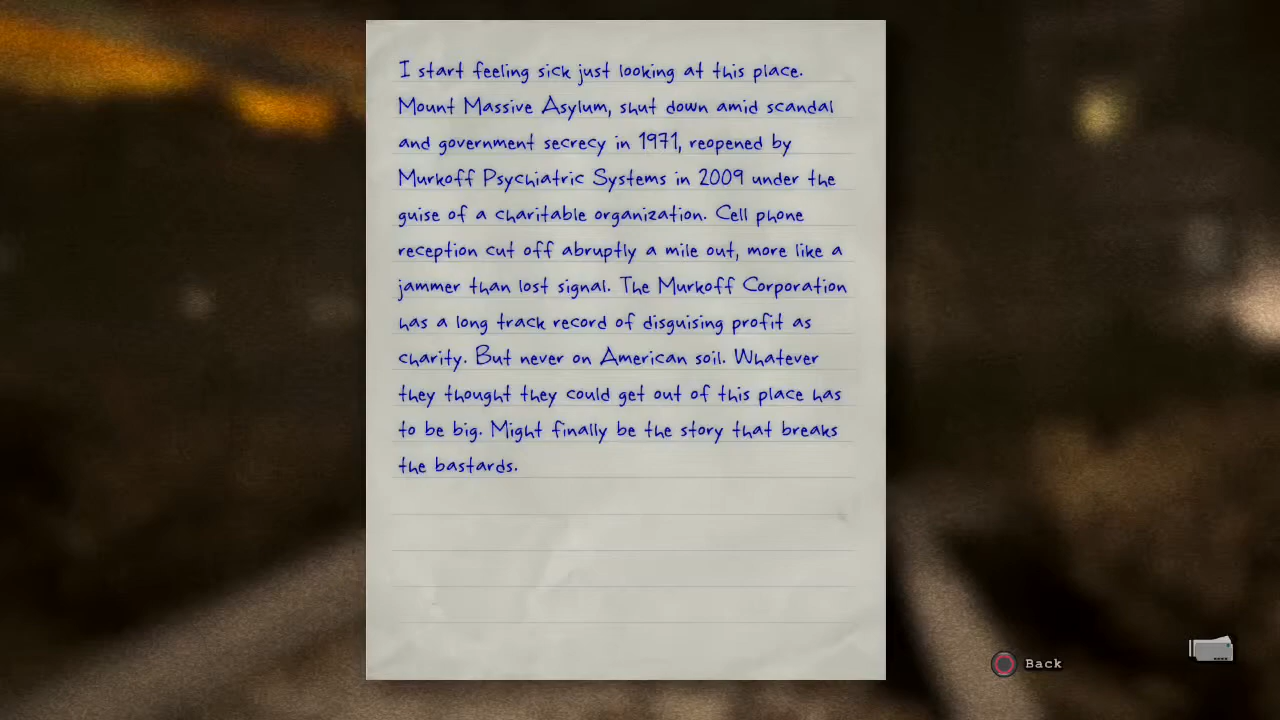 I start feeling sick just looking at this place.
Mount Massive Asylum, shut down amid scandal
and government secrecy in 1971, reopened by
Murkoff Psychiatric Systems in 2009 under the
guise of a charitable organization. Cell phone
reception cut off abruptly a mile out, more like a
jammer than lost signal. The Murkoff Corporation
has a long track record of disguising profit as
charity. But never on American soil. Whatever
they thought they could get out of this place has
to be big. Might finally be the story that breaks
the bastards.
Back